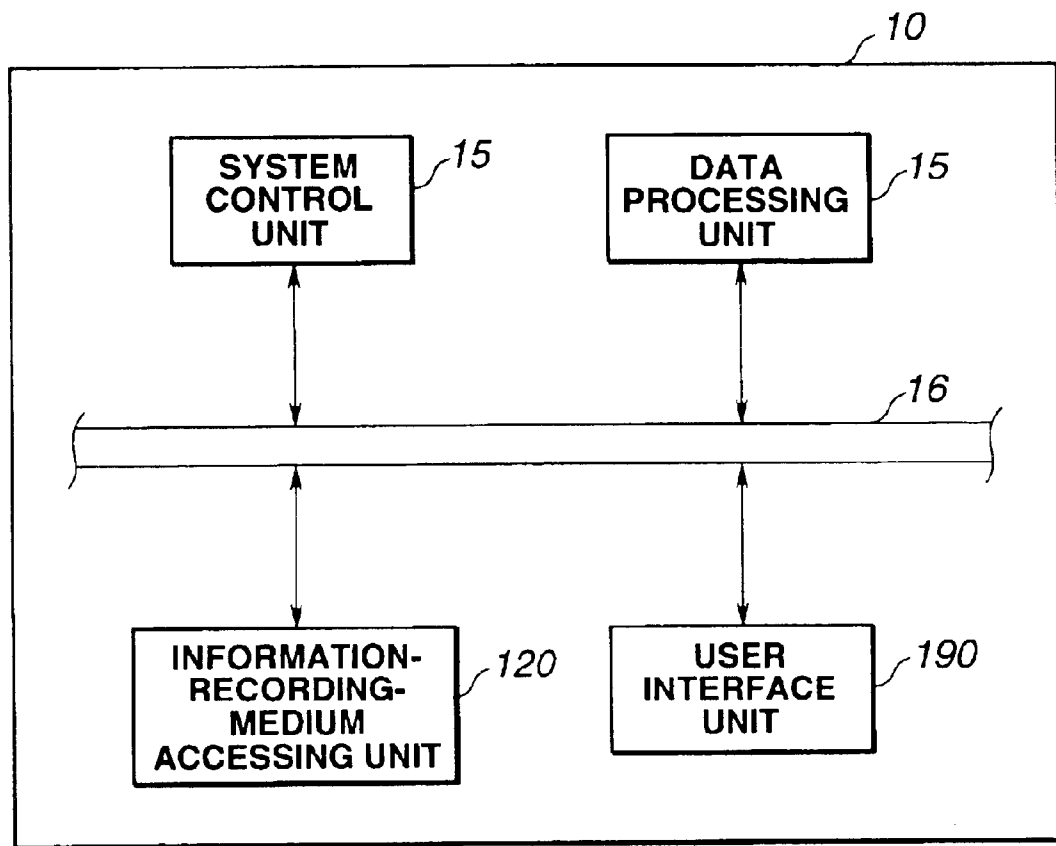 10
SYSTEM
CONTROL
UNIT
15
DATA
PROCESSING
UNIT
15
16
INFORMATION-
RECORDING-
MEDIUM
ACCESSING UNIT
120
USER
INTERFACE
UNIT
190